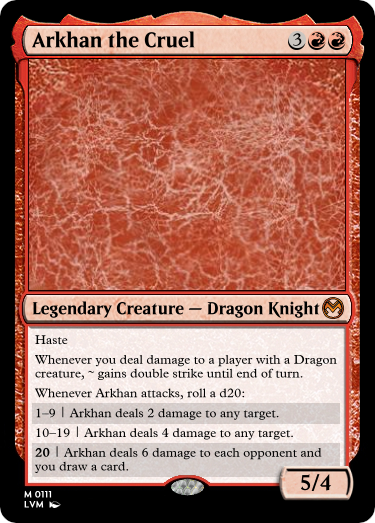 Arkhan the Cruel 3
Legendary Creature — Dragon Knight
Haste
Whenever you deal damage to a player with a Dragon
creature, ~ gains double strike until end of turn.
Whenever Arkhan attacks, roll a d20:
1–9 | Arkhan deals 2 damage to any target.
10–19 | Arkhan deals 4 damage to any target.
20 | Arkhan deals 6 damage to each opponent and
you draw a card.
5/4
M 0111
LVM